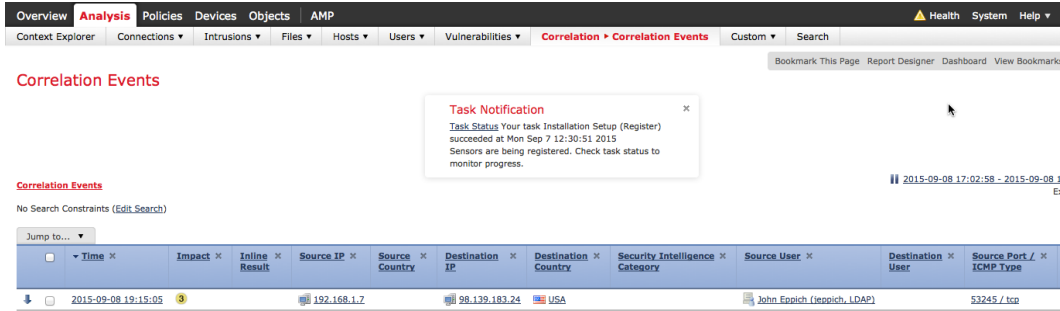 Overview Analysis Policies Devices Objects AMP Health System Help ▼
Context Explorer Connections ▼ Intrusions ▼ Files ▼ Hosts ▼ Users ▼ Vulnerabilities ▼ Correlation ▸ Correlation Events Custom ▼ Search
Bookmark This Page Report Designer Dashboard View Bookmarks
Correlation Events
Task Notification ×
Task Status Your task Installation Setup (Register)
succeeded at Mon Sep 7 12:30:51 2015
Sensors are being registered. Check task status to
monitor progress.
2015-09-08 17:02:58 - 2015-09-08 1
Correlation Events
No Search Constraints (Edit Search)
Jump to... ▼
▼ Time × Impact × Inline × Source IP × Source × Destination × Destination × Security Intelligence × Source User × Destination × Source Port / ×
Result Country IP Country Category User ICMP Type
2015-09-08 19:15:05 3 192.168.1.7 98.139.183.24 USA John Eppich (jeppich, LDAP) 53245 / tcp